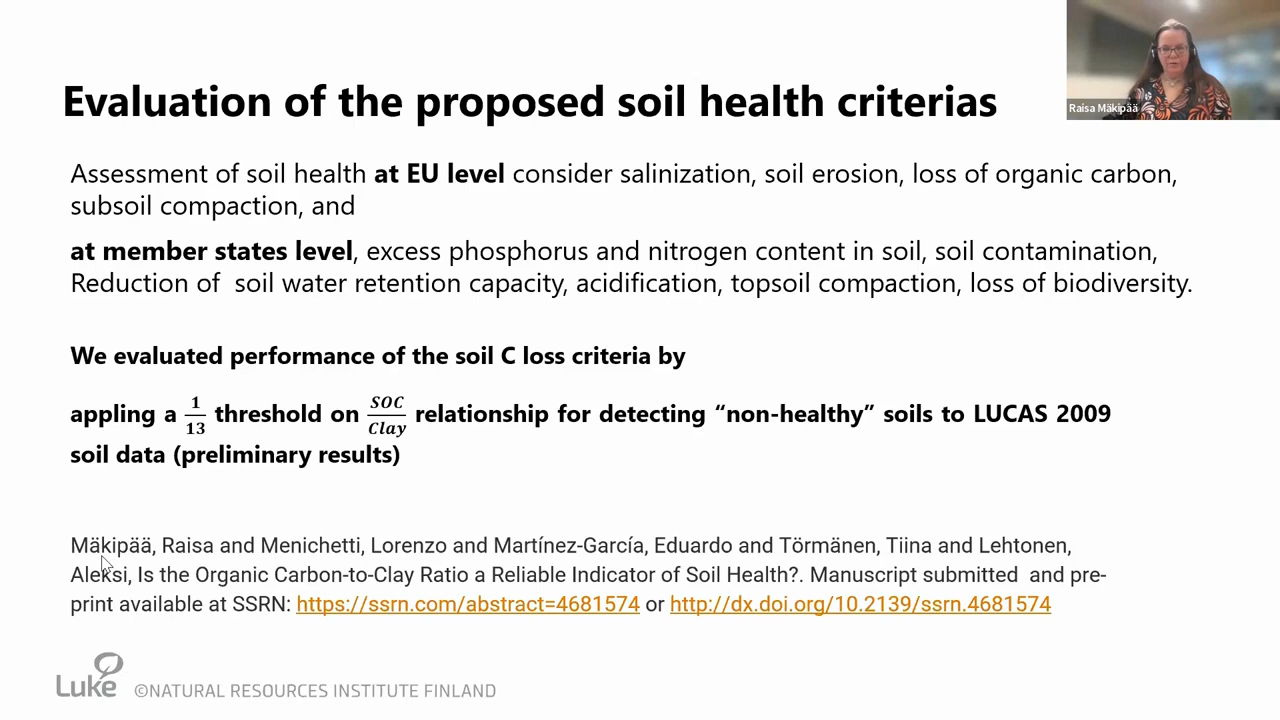 Raisa Mäkipää
Evaluation of the proposed soil health criterias
Assessment of soil health at EU level consider salinization, soil erosion, loss of organic carbon,
subsoil compaction, and
at member states level, excess phosphorus and nitrogen content in soil, soil contamination,
Reduction of  soil water retention capacity, acidification, topsoil compaction, loss of biodiversity.
We evaluated performance of the soil C loss criteria by
appling a 1/13 threshold on SOC/Clay relationship for detecting “non-healthy” soils to LUCAS 2009
soil data (preliminary results)
Mäkipää, Raisa and Menichetti, Lorenzo and Martínez-García, Eduardo and Törmänen, Tiina and Lehtonen,
Aleksi, Is the Organic Carbon-to-Clay Ratio a Reliable Indicator of Soil Health?. Manuscript submitted  and pre-
print available at SSRN: https://ssrn.com/abstract=4681574 or http://dx.doi.org/10.2139/ssrn.4681574
Luke ©NATURAL RESOURCES INSTITUTE FINLAND